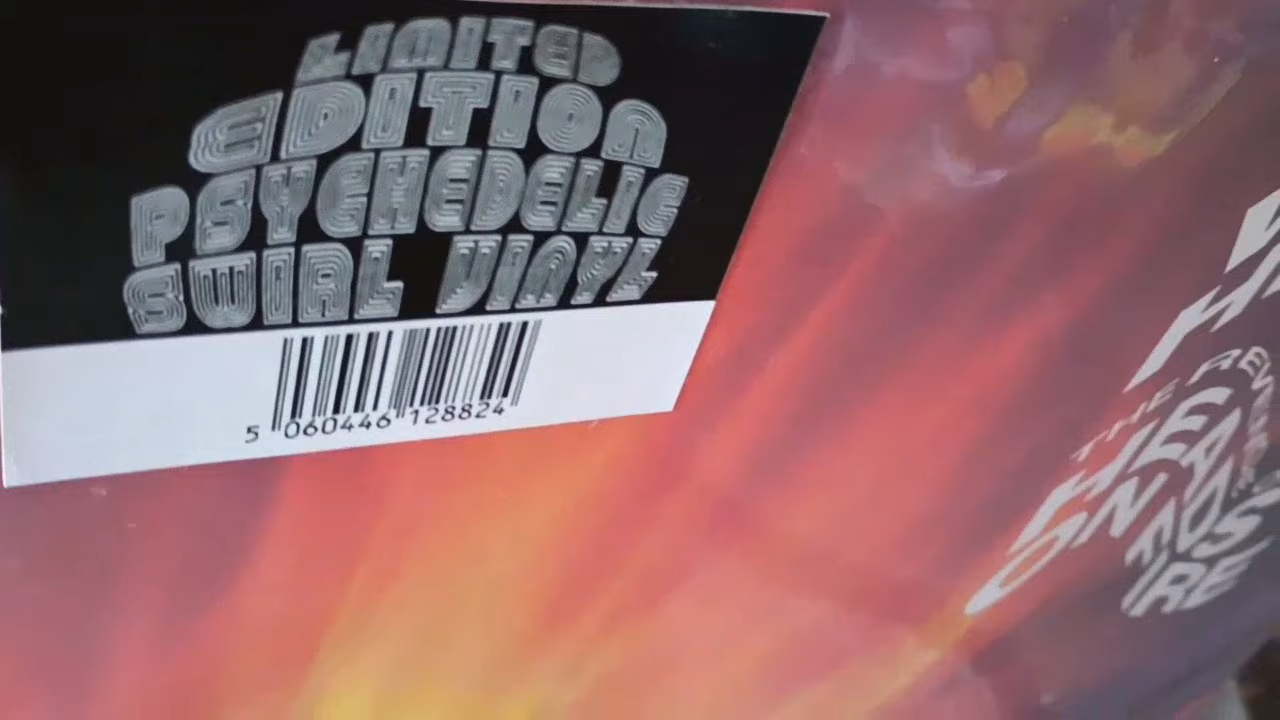 LIMITED
EDITION
PSYCHEDELIC
SWIRL VINYL
5 060446 128824
THE
HEADS
ON
FIRE